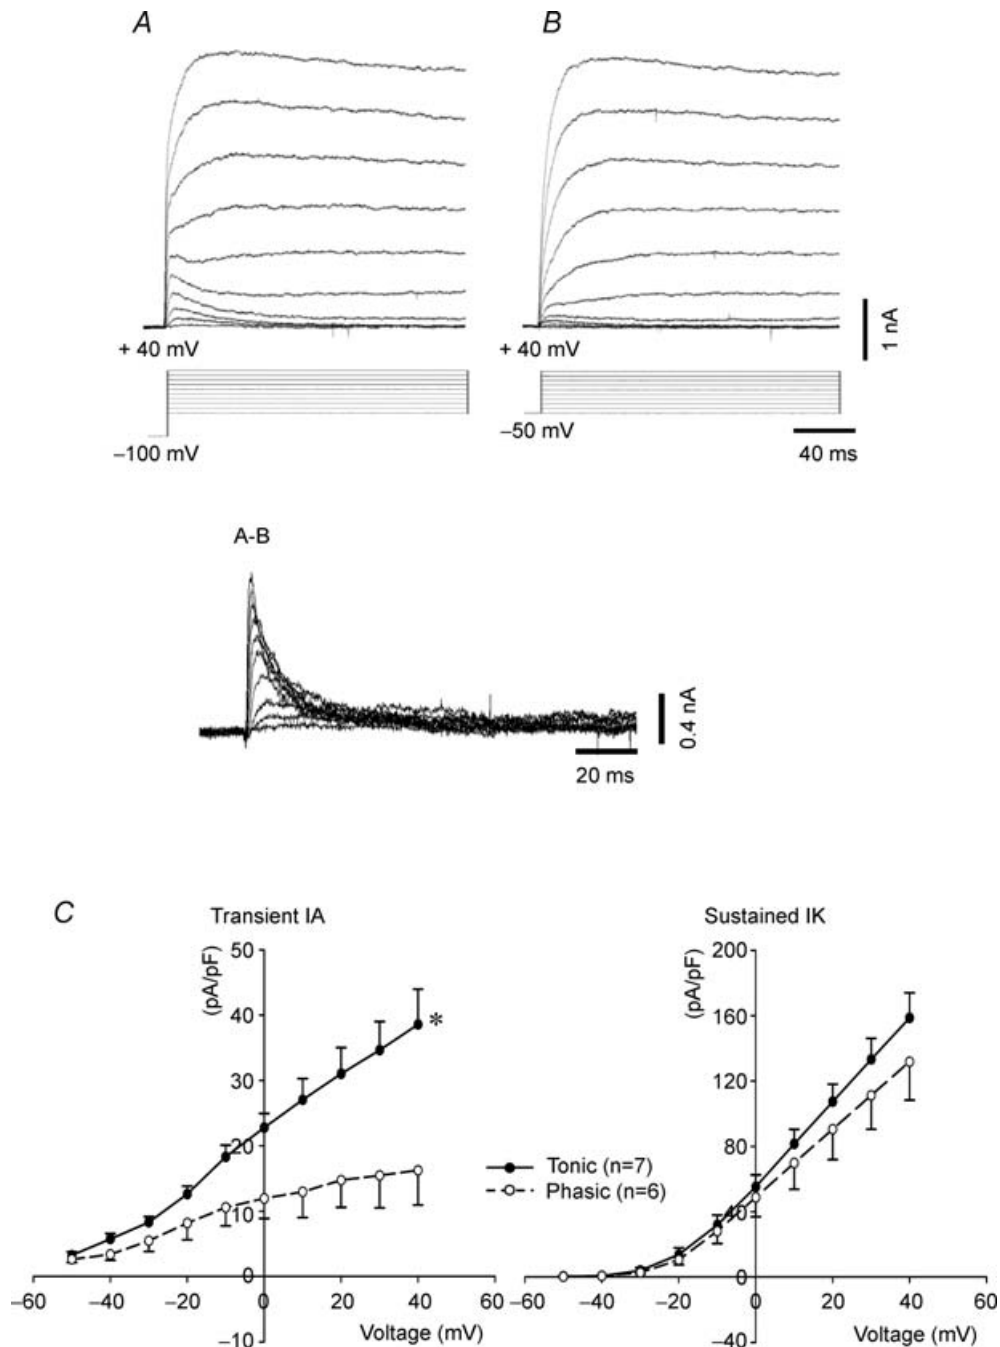 A
B
1 nA
+ 40 mV
+ 40 mV
–100 mV
–50 mV
40 ms
A-B
0.4 nA
20 ms
C
Transient IA
Sustained IK
(pA/pF)
50
40
30
20
10
0
–10
*
–60
–40
–20
0
20
40
60
Voltage (mV)
Tonic (n=7)
Phasic (n=6)
(pA/pF)
200
160
120
80
40
0
–40
–60
–40
–20
0
20
40
60
Voltage (mV)